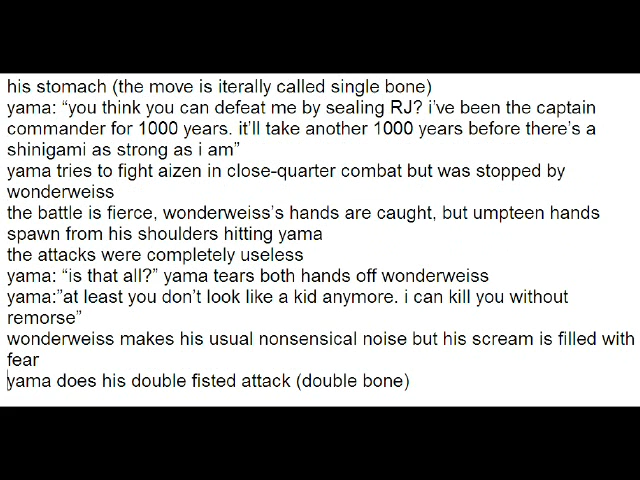 his stomach (the move is iterally called single bone)
yama: “you think you can defeat me by sealing RJ? i’ve been the captain
commander for 1000 years. it’ll take another 1000 years before there’s a
shinigami as strong as i am”
yama tries to fight aizen in close-quarter combat but was stopped by
wonderweiss
the battle is fierce, wonderweiss’s hands are caught, but umpteen hands
spawn from his shoulders hitting yama
the attacks were completely useless
yama: “is that all?” yama tears both hands off wonderweiss
yama:”at least you don’t look like a kid anymore. i can kill you without
remorse”
wonderweiss makes his usual nonsensical noise but his scream is filled with
fear
yama does his double fisted attack (double bone)